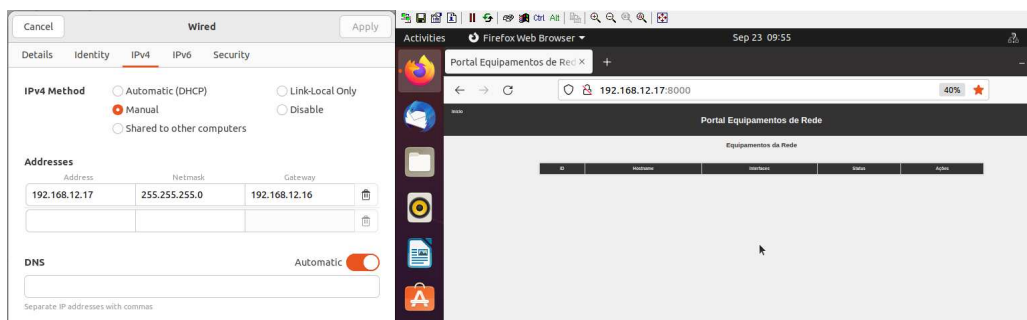 Cancel Wired Apply
Details Identity IPv4 IPv6 Security
IPv4 Method Automatic (DHCP) Link-Local Only
Manual Disable
Shared to other computers
Addresses
Address Netmask Gateway
192.168.12.17 255.255.255.0 192.168.12.16
DNS Automatic
Separate IP addresses with commas
Ctrl Alt
Activities Firefox Web Browser Sep 23 09:55
Portal Equipamentos de Red × +
192.168.12.17:8000 40%
Portal Equipamentos de Rede
Equipamentos da Rede
ID Hostname Interfaces Status Ações